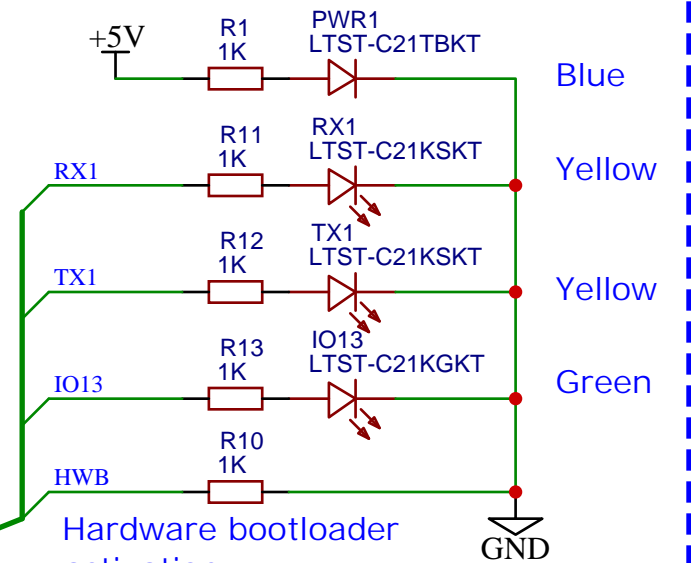 +5V
R1
1K
PWR1
LTST-C21TBKT
Blue
RX1
R11
1K
RX1
LTST-C21KSKT
Yellow
TX1
R12
1K
TX1
LTST-C21KSKT
Yellow
IO13
R13
1K
IO13
LTST-C21KGKT
Green
HWB
R10
1K
GND
Hardware bootloader